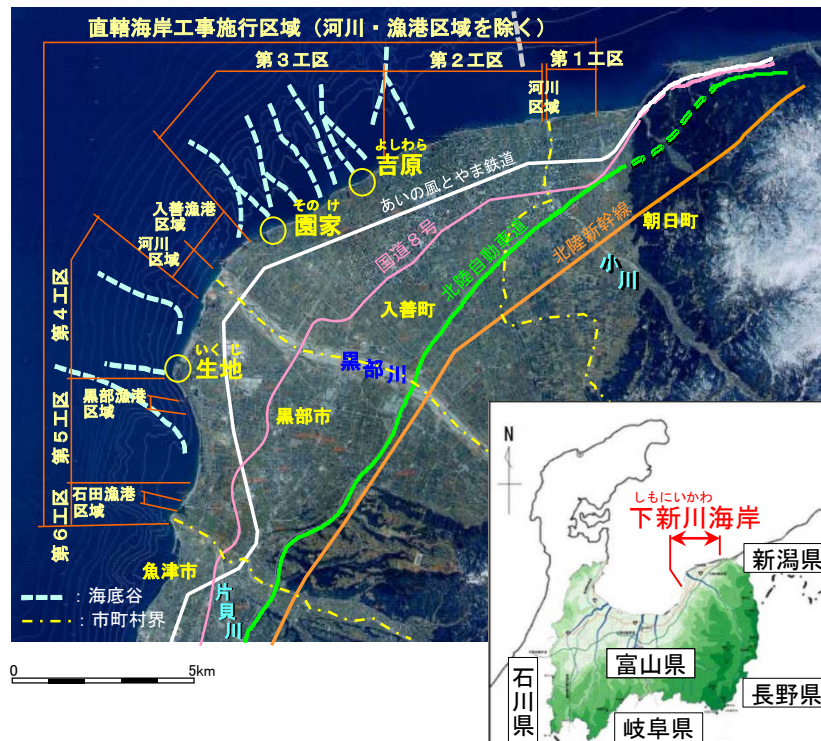 直轄海岸工事施行区域（河川・漁港区域を除く）
第３工区
第２工区
第１工区
河川
区域
よしわら
吉原
あいの風とやま鉄道
その け
園家
入善漁港
区域
河川
区域
国道８号
北陸自動車道
北陸新幹線
朝日町
小川
入善町
第４工区
いくじ
生地
黒部川
黒部漁港
区域
黒部市
第５工区
石田漁港
区域
第６工区
魚津市
片貝川
：海底谷
：市町村界
0
5km
N
しもにいかわ
下新川海岸
新潟県
富山県
石川県
長野県
岐阜県